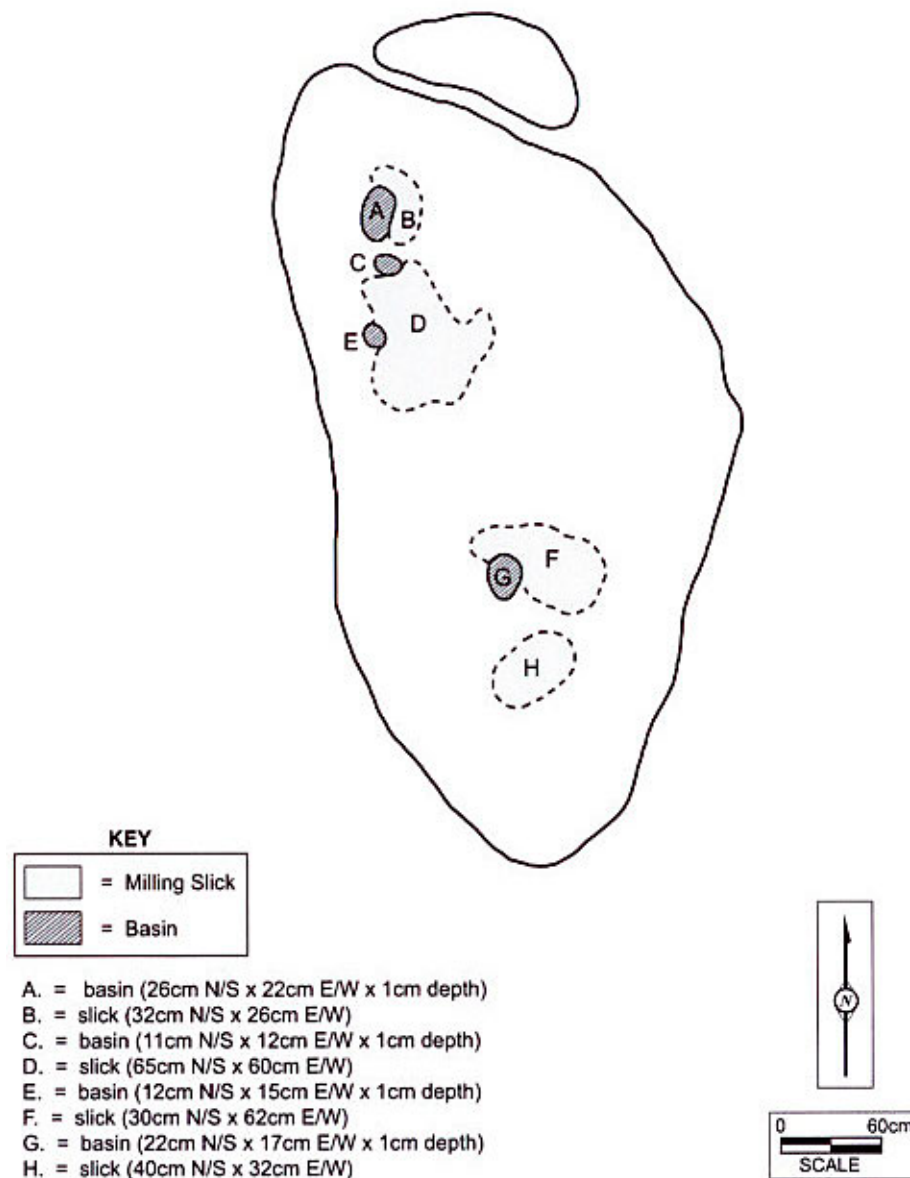 A
B
C
D
E
F
G
H
KEY
= Milling Slick
= Basin
A. = basin (26cm N/S x 22cm E/W x 1cm depth)
B. = slick (32cm N/S x 26cm E/W)
C. = basin (11cm N/S x 12cm E/W x 1cm depth)
D. = slick (65cm N/S x 60cm E/W)
E. = basin (12cm N/S x 15cm E/W x 1cm depth)
F. = slick (30cm N/S x 62cm E/W)
G. = basin (22cm N/S x 17cm E/W x 1cm depth)
H. = slick (40cm N/S x 32cm E/W)
N
0 60cm
SCALE